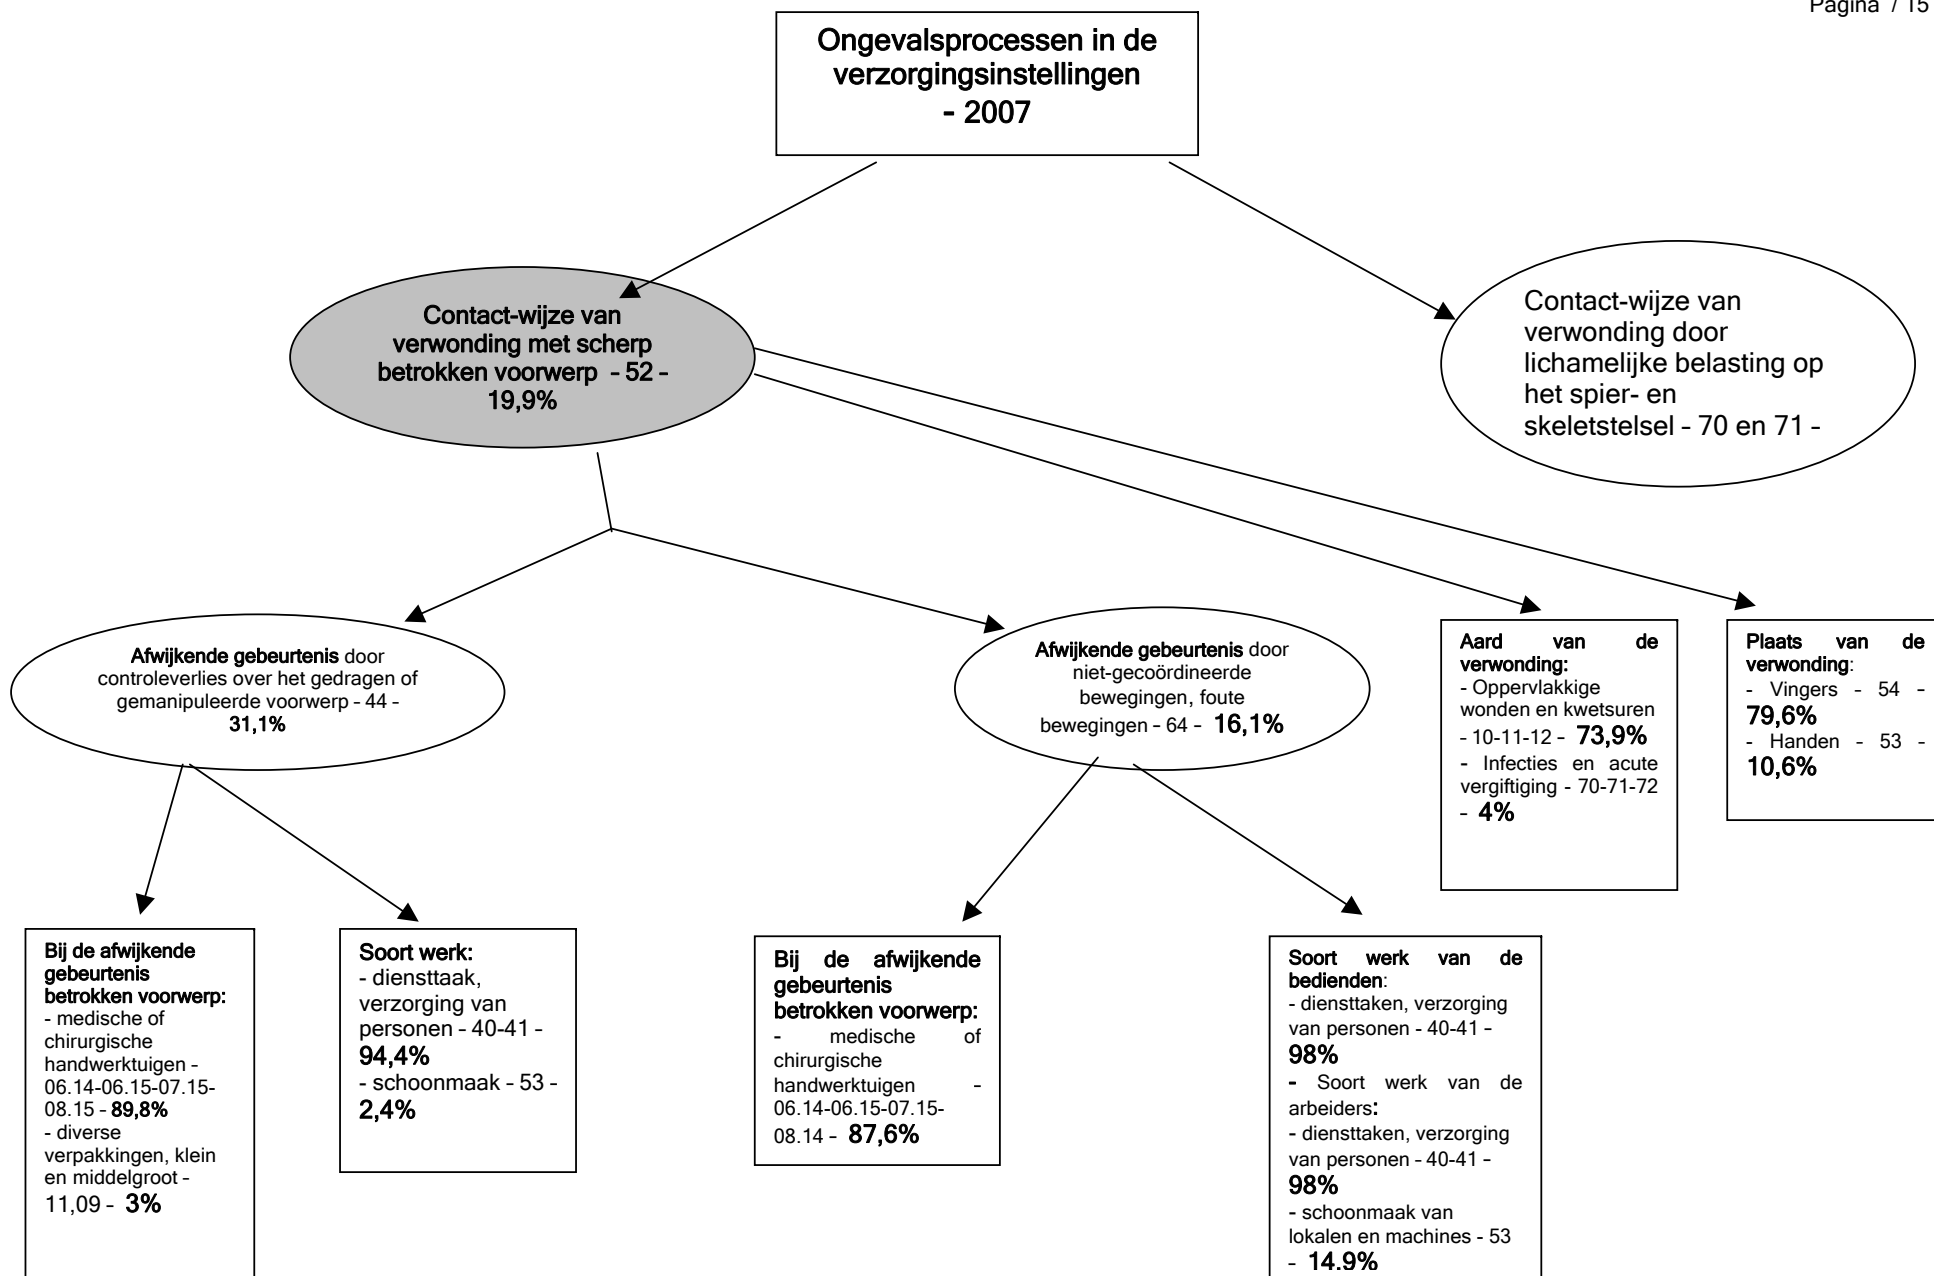 Pagina / 15
Ongevalsprocessen in de
verzorgingsinstellingen
- 2007
Contact-wijze van
verwonding met scherp
betrokken voorwerp - 52 -
19,9%
Contact-wijze van
verwonding door
lichamelijke belasting op
het spier- en
skeletstelsel - 70 en 71 -
Afwijkende gebeurtenis door
controleverlies over het gedragen of
gemanipuleerde voorwerp - 44 -
31,1%
Afwijkende gebeurtenis door
niet-gecoördineerde
bewegingen, foute
bewegingen - 64 - 16,1%
Aard van de
verwonding:
- Oppervlakkige
wonden en kwetsuren
- 10-11-12 - 73,9%
- Infecties en acute
vergiftiging - 70-71-72
- 4%
Plaats van de
verwonding:
- Vingers - 54 -
79,6%
- Handen - 53 -
10,6%
Bij de afwijkende
gebeurtenis
betrokken voorwerp:
- medische of
chirurgische
handwerktuigen -
06.14-06.15-07.15-
08.15 - 89,8%
- diverse
verpakkingen, klein
en middelgroot -
11,09 - 3%
Soort werk:
- diensttaak,
verzorging van
personen - 40-41 -
94,4%
- schoonmaak - 53 -
2,4%
Bij de afwijkende
gebeurtenis
betrokken voorwerp:
- medische of
chirurgische
handwerktuigen -
06.14-06.15-07.15-
08.14 - 87,6%
Soort werk van de
bedienden:
- diensttaken, verzorging
van personen - 40-41 -
98%
- Soort werk van de
arbeiders:
- diensttaken, verzorging
van personen - 40-41 -
98%
- schoonmaak van
lokalen en machines - 53
- 14.9%